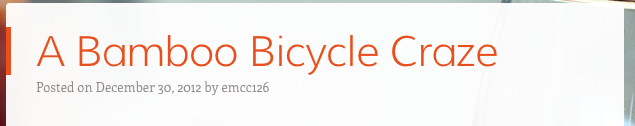 A Bamboo Bicycle Craze
Posted on December 30, 2012 by emcc126